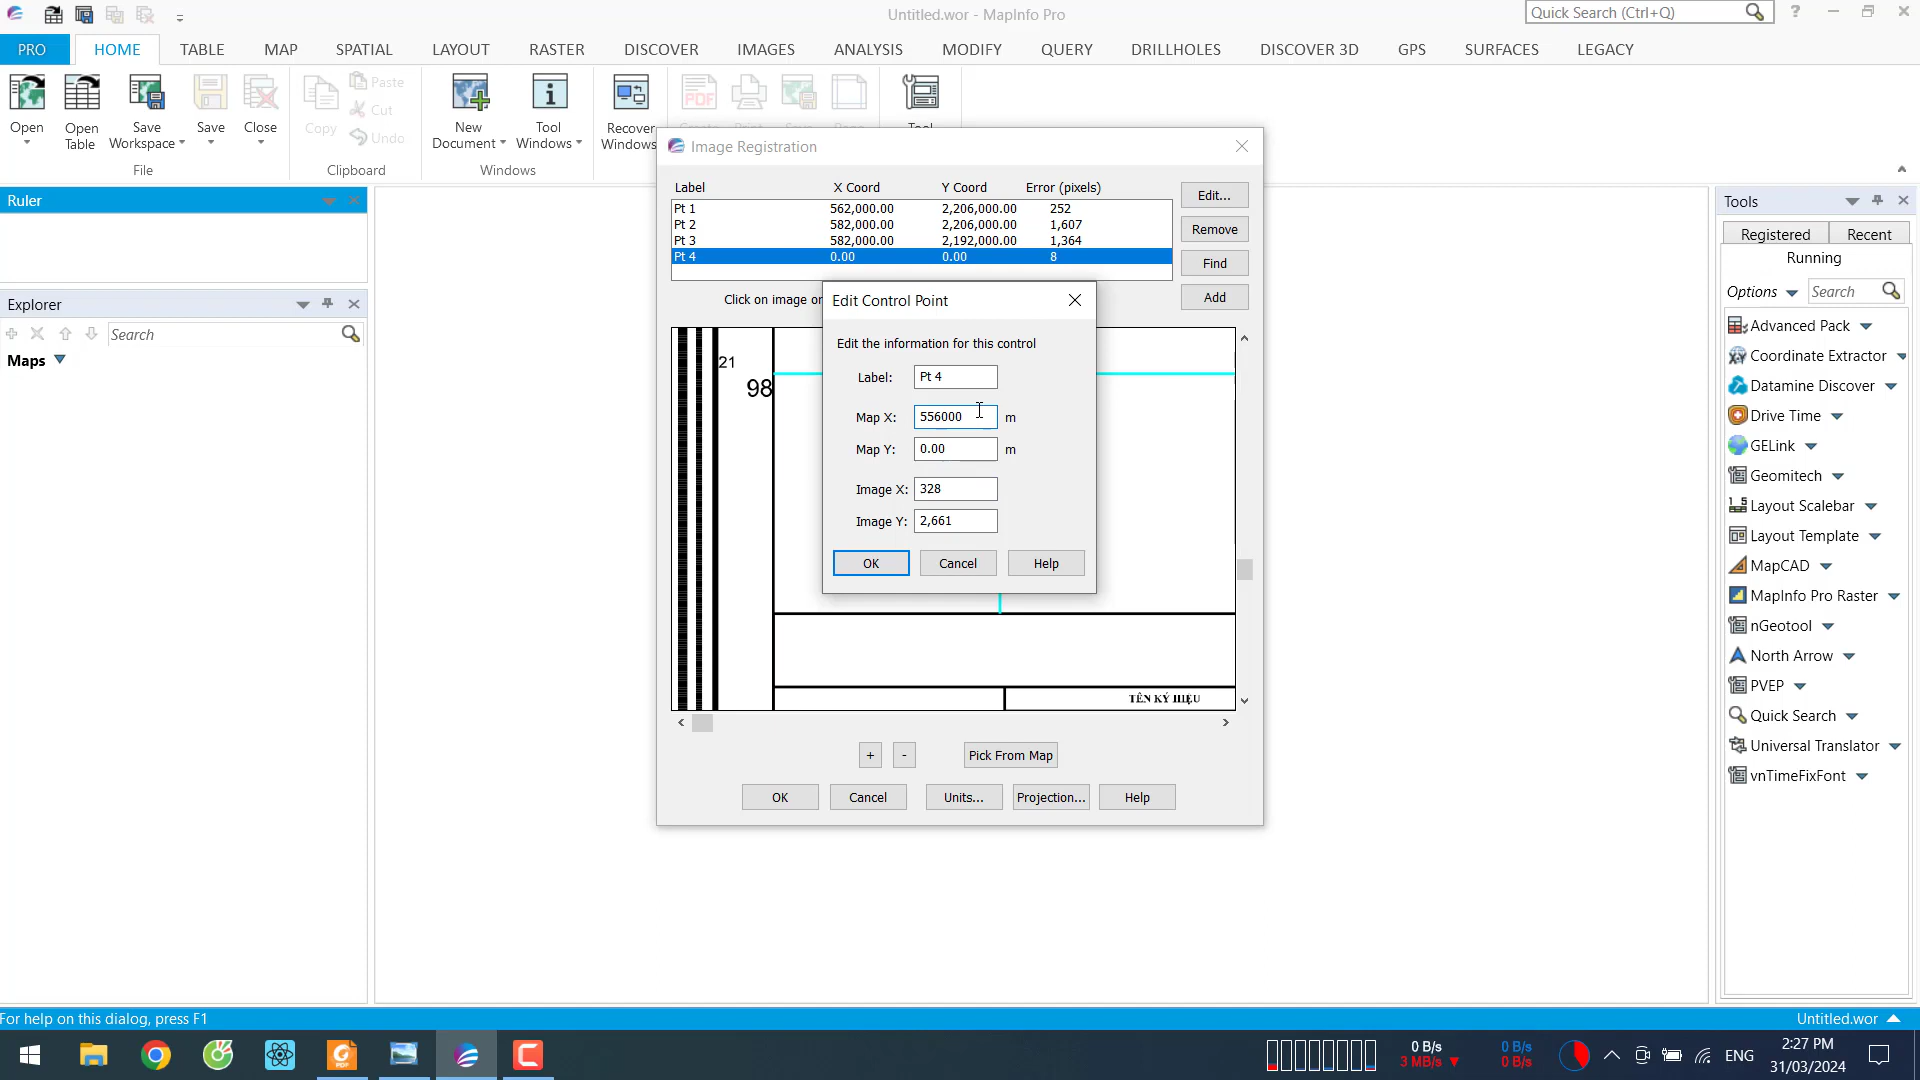 Untitled.wor - MapInfo Pro
Quick Search (Ctrl+Q)
PRO HOME TABLE MAP SPATIAL LAYOUT RASTER DISCOVER IMAGES ANALYSIS MODIFY QUERY DRILLHOLES DISCOVER 3D GPS SURFACES LEGACY
Open
Open Table
Save Workspace
Save
Close
File
Copy
Paste
Cut
Undo
Clipboard
New Document
Tool Windows
Windows
Recover Windows
PDF
Tool
Image Registration
Label X Coord Y Coord Error (pixels)
Pt 1 562,000.00 2,206,000.00 252
Pt 2 582,000.00 2,206,000.00 1,607
Pt 3 582,000.00 2,192,000.00 1,364
Pt 4 0.00 0.00 8
Edit...
Remove
Find
Add
Click on image or
21
98
TÊN KÝ HIỆU
Edit Control Point
Edit the information for this control
Label: Pt 4
Map X: 556000 m
Map Y: 0.00 m
Image X: 328
Image Y: 2,661
OK Cancel Help
+ - Pick From Map
OK Cancel Units... Projection... Help
Ruler
Explorer
Search
Maps
Tools
Registered Recent
Running
Options Search
Advanced Pack
Coordinate Extractor
Datamine Discover
Drive Time
GELink
Geomitech
Layout Scalebar
Layout Template
MapCAD
MapInfo Pro Raster
nGeotool
North Arrow
PVEP
Quick Search
Universal Translator
vnTimeFixFont
For help on this dialog, press F1
Untitled.wor
0 B/s
3 MB/s
0 B/s
0 B/s
ENG
2:27 PM
31/03/2024